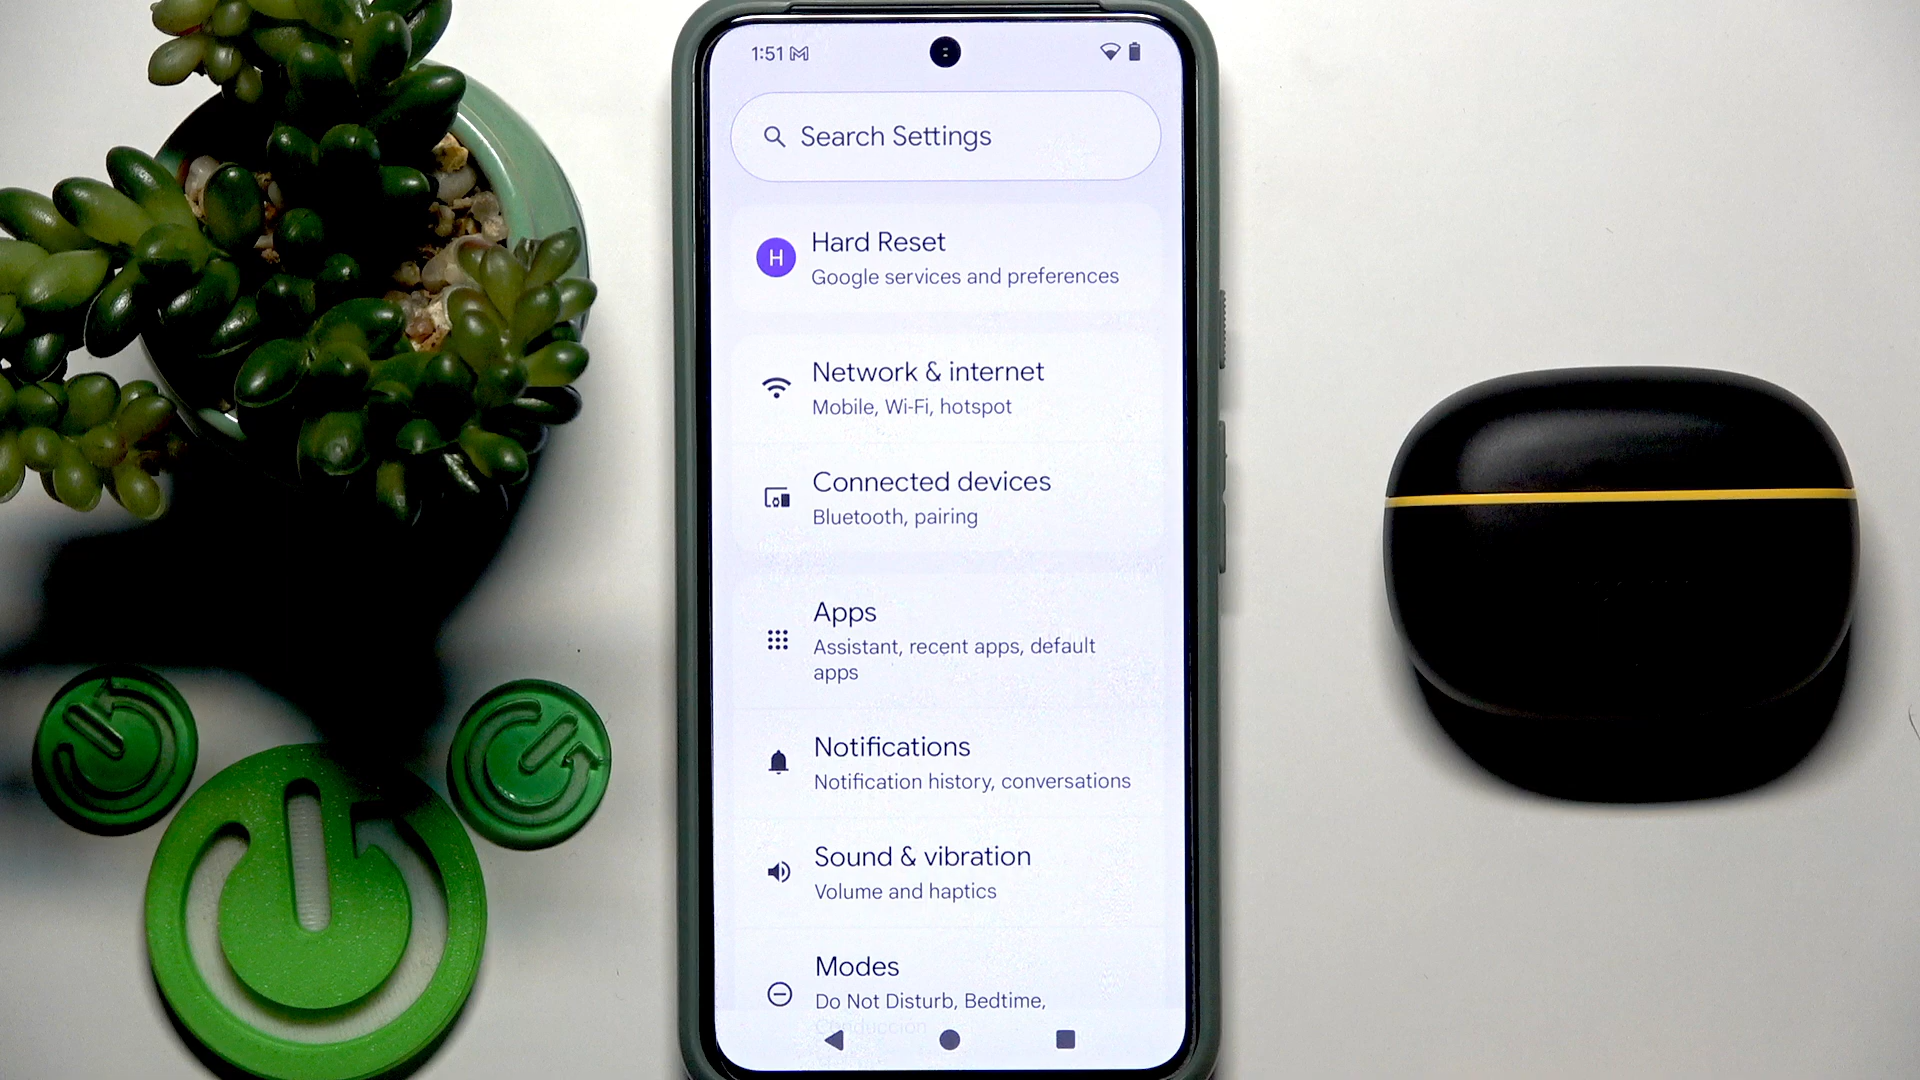 1:51
Search Settings
H
Hard Reset
Google services and preferences
Network & internet
Mobile, Wi-Fi, hotspot
Connected devices
Bluetooth, pairing
Apps
Assistant, recent apps, default
apps
Notifications
Notification history, conversations
Sound & vibration
Volume and haptics
Modes
Do Not Disturb, Bedtime,
Conducción